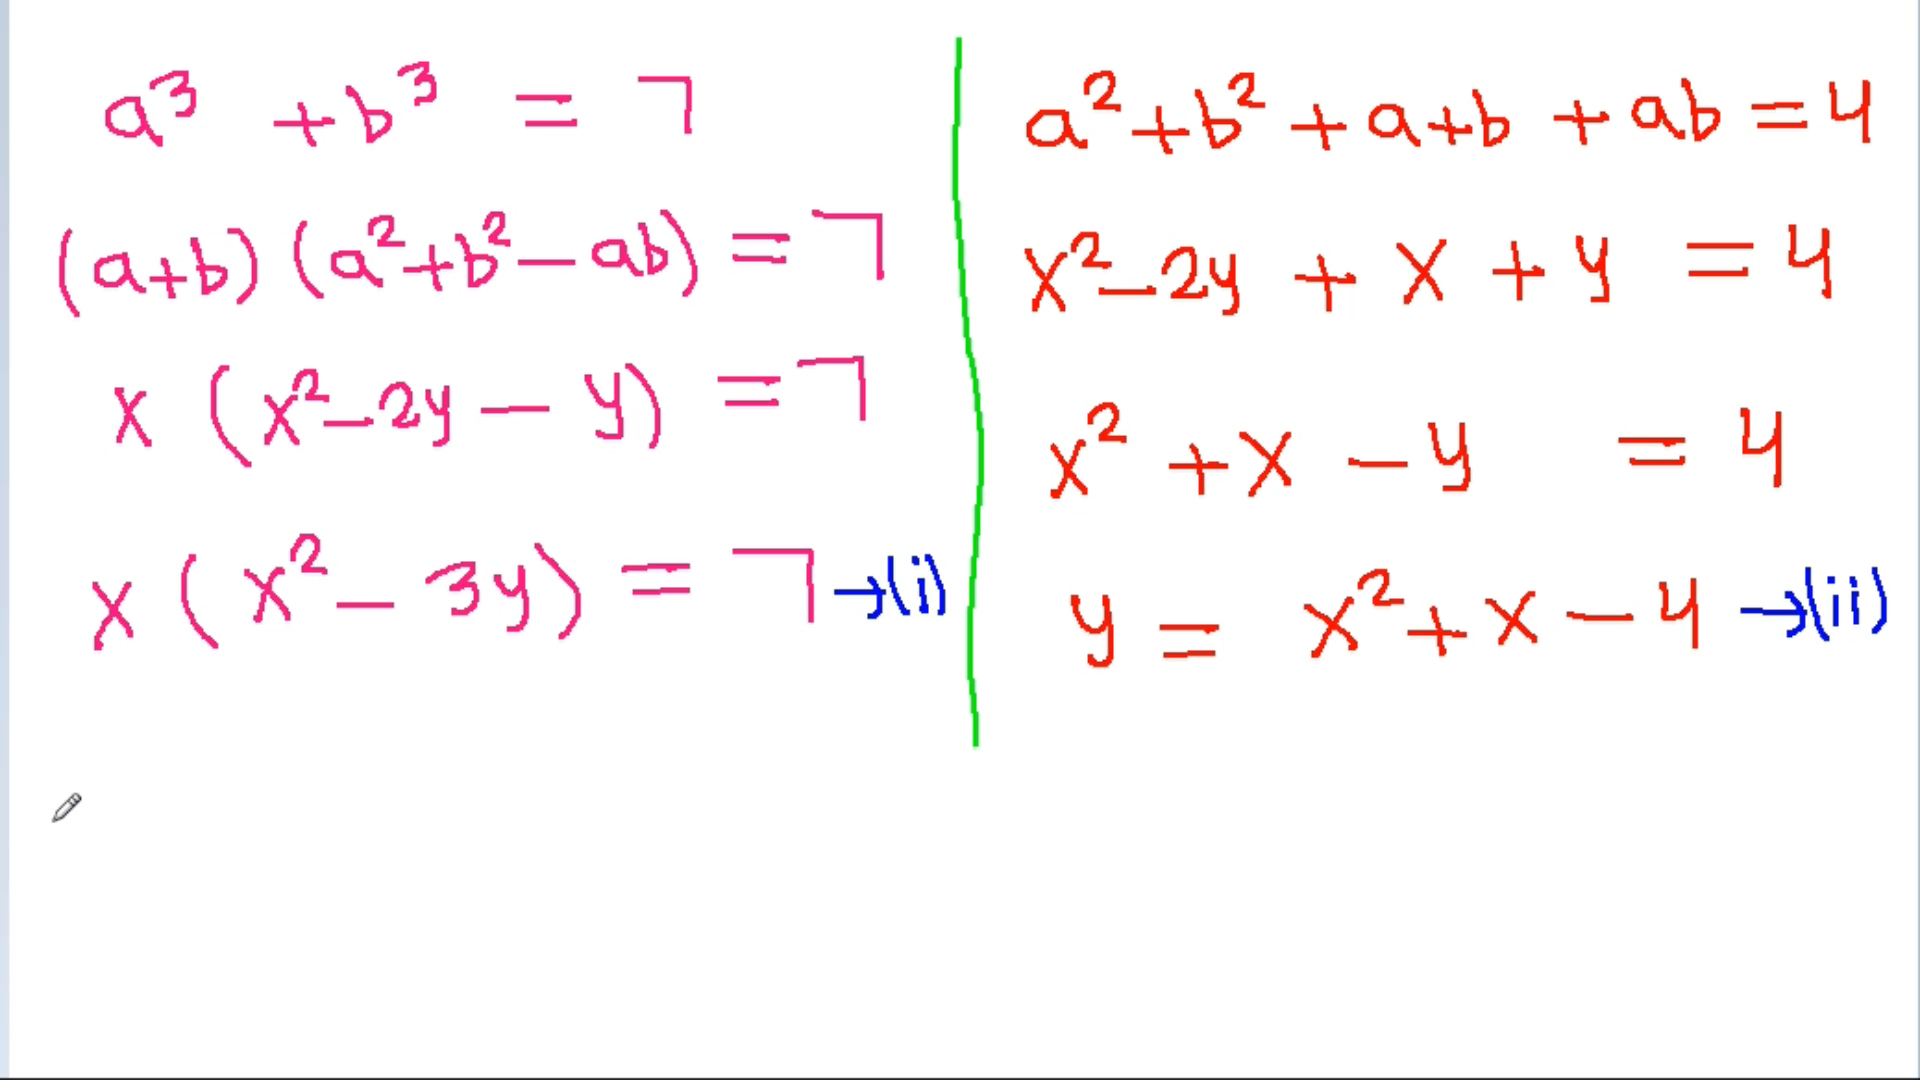 a³ + b³ = 7
(a+b) (a²+b² - ab) = 7
x (x² - 2y - y) = 7
x (x² - 3y) = 7 →(i)
a² + b² + a+b + ab = 4
x² - 2y + x + y = 4
x² + x - y = 4
y = x² + x - 4 →(ii)